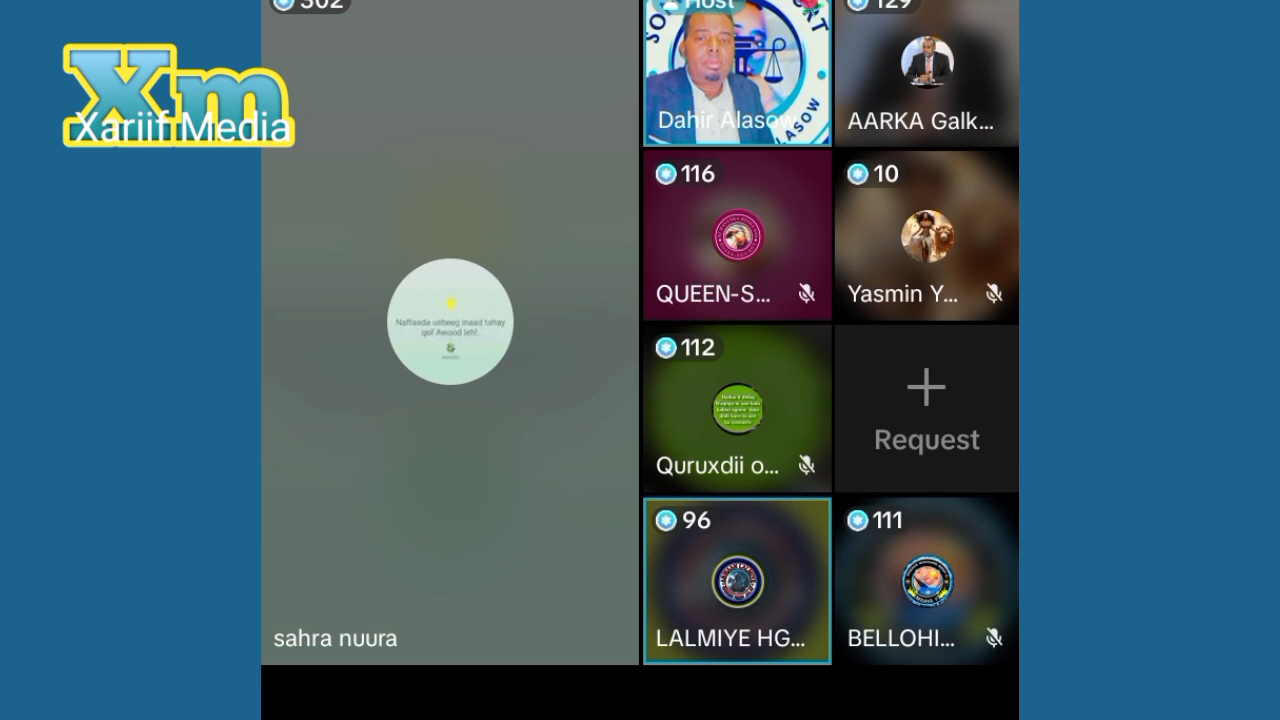 302
Host
129
Xm
Xariif Media
Dahir Alasow
ALASOW
AARKA Galk...
116
10
Naftaada usheeg inaad tahay
qof Awood leh!.
QUEEN-S...
Yasmin Y...
112
+
Request
Quruxdii o...
96
111
sahra nuura
LALMIYE HG...
BELLOHI...